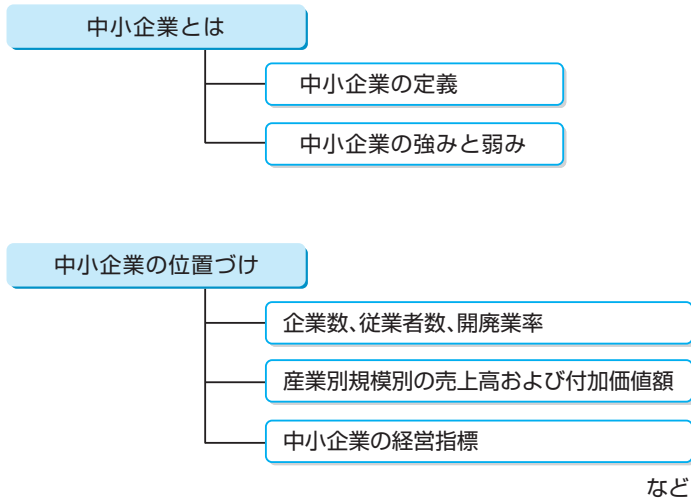 中小企業とは
中小企業の定義
中小企業の強みと弱み
中小企業の位置づけ
企業数、従業者数、開廃業率
産業別規模別の売上高および付加価値額
中小企業の経営指標
など